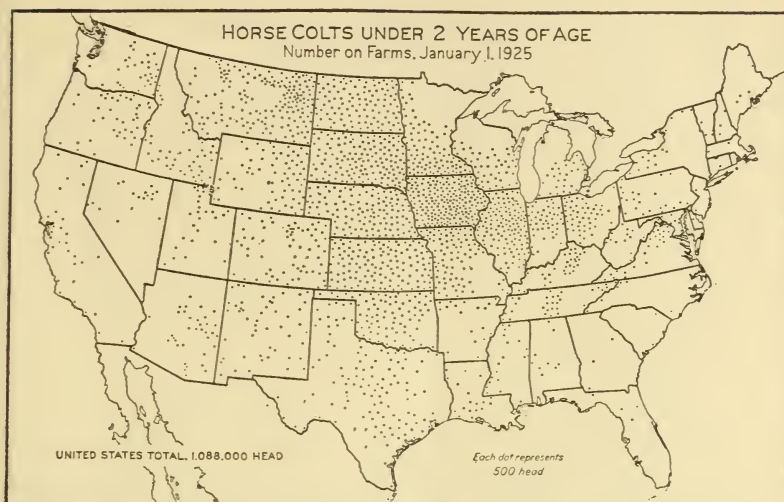 HORSE COLTS UNDER 2 YEARS OF AGE
Number on Farms, January 1, 1925
UNITED STATES TOTAL, 1,088,000 HEAD
Each dot represents
500 head